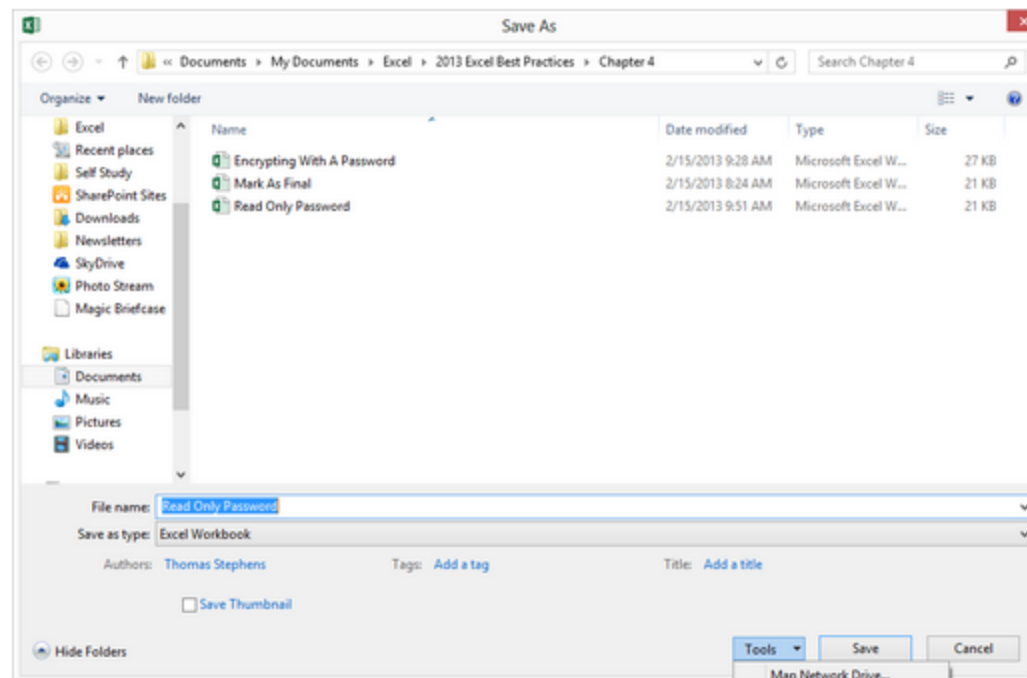 Save As
« Documents › My Documents › Excel › 2013 Excel Best Practices › Chapter 4
Search Chapter 4
Organize
New folder
Excel
Recent places
Self Study
SharePoint Sites
Downloads
Newsletters
SkyDrive
Photo Stream
Magic Briefcase
Libraries
Documents
Music
Pictures
Videos
Name Date modified Type Size
Encrypting With A Password 2/15/2013 9:28 AM Microsoft Excel W... 27 KB
Mark As Final 2/15/2013 8:24 AM Microsoft Excel W... 21 KB
Read Only Password 2/15/2013 9:51 AM Microsoft Excel W... 21 KB
File name: Read Only Password
Save as type: Excel Workbook
Authors: Thomas Stephens Tags: Add a tag Title: Add a title
Save Thumbnail
Hide Folders Tools Save Cancel
Map Network Drive...